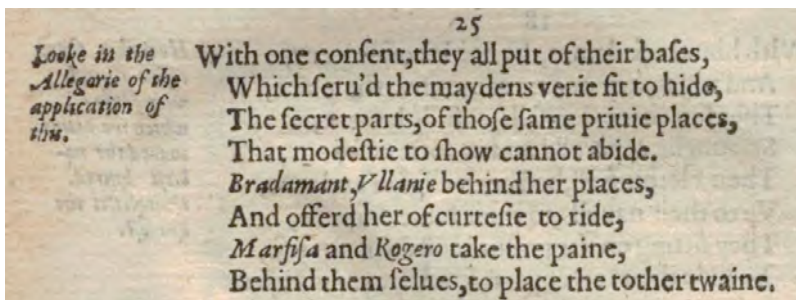 25
Looke in the
Allegarie of the
application of
this.
With one conſent,they all put of their baſes,
Which ſeru'd the maydens verie fit to hide,
The ſecret parts,of thoſe ſame priuie places,
That modeſtie to ſhow cannot abide.
Bradamant,Vllanie behind her places,
And offerd her of curteſie to ride,
Marfiſa and Rogero take the paine,
Behind them ſelues,to place the tother twaine.